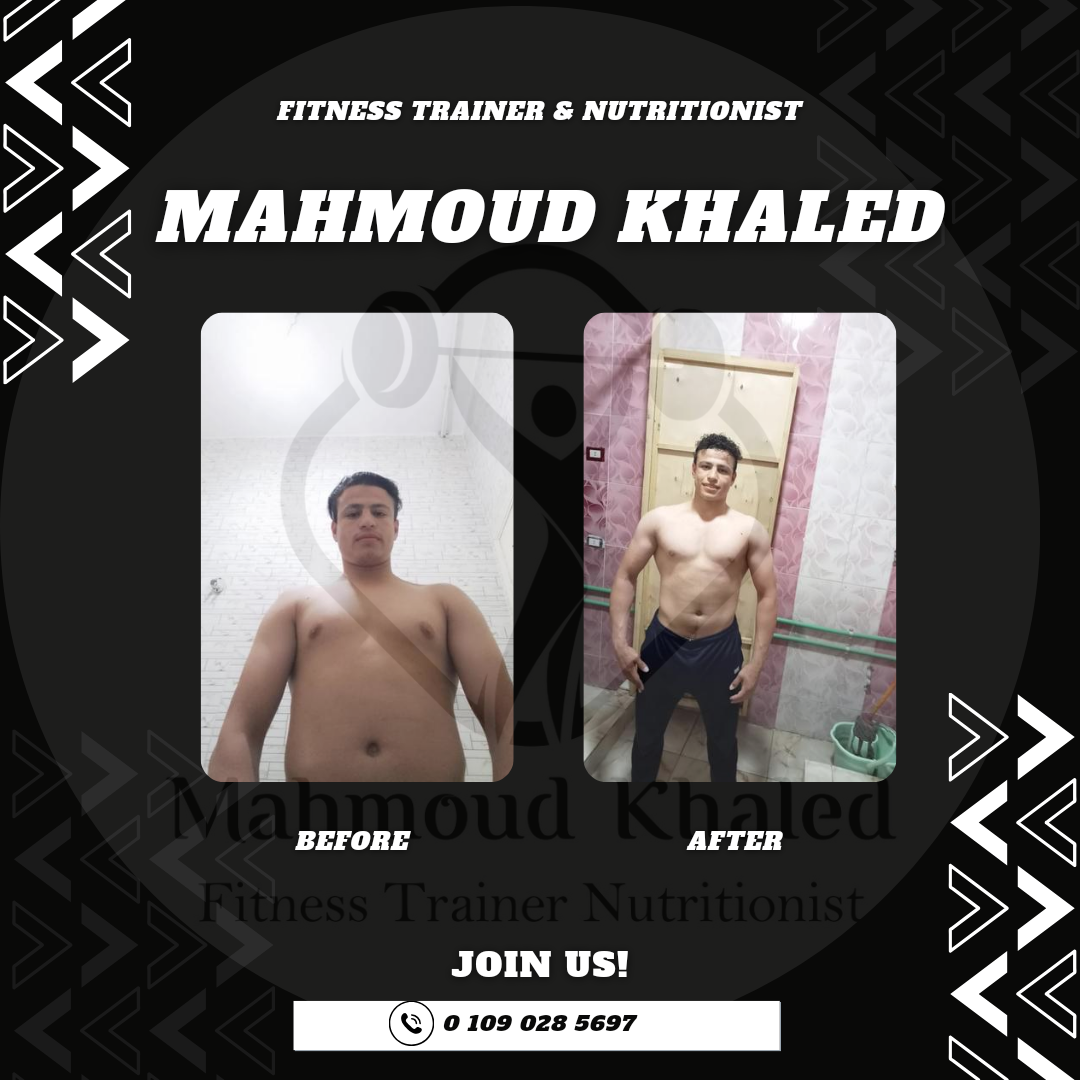 FITNESS TRAINER & NUTRITIONIST
MAHMOUD KHALED
Mahmoud Khaled
BEFORE
AFTER
Fitness Trainer Nutritionist
JOIN US!
0 109 028 5697